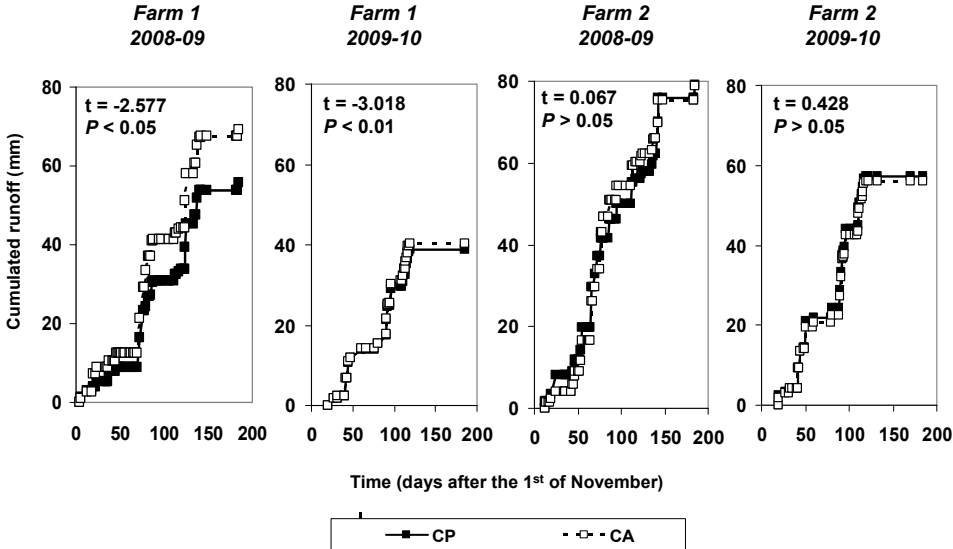 Farm 1
2008-09
Farm 1
2009-10
Farm 2
2008-09
Farm 2
2009-10
Cumulated runoff (mm)
80
60
40
20
0
t = -2.577
P < 0.05
0 50 100 150 200
80
60
40
20
0
t = -3.018
P < 0.01
0 50 100 150 200
80
60
40
20
0
t = 0.067
P > 0.05
0 50 100 150 200
80
60
40
20
0
t = 0.428
P > 0.05
0 50 100 150 200
Time (days after the 1st of November)
CP CA